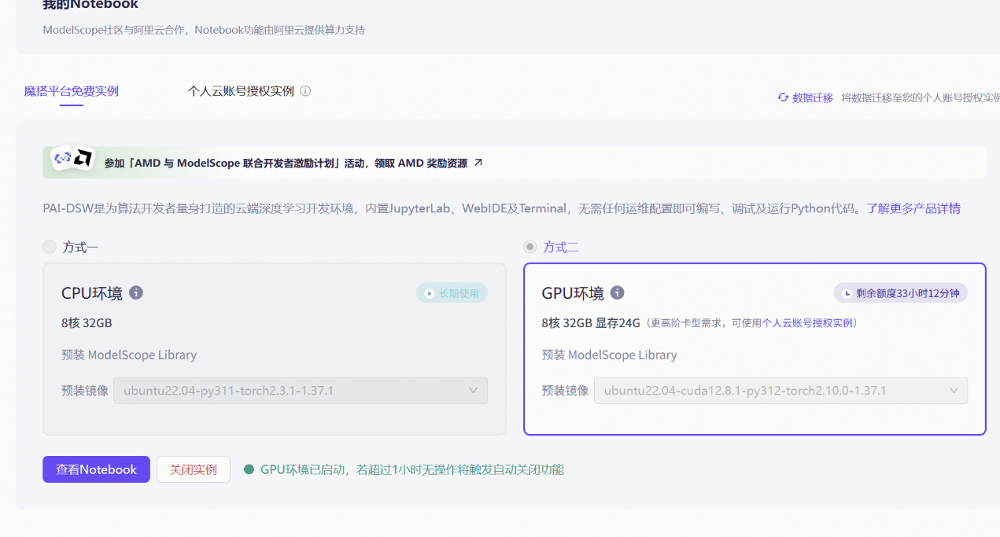 我的Notebook
ModelScope社区与阿里云合作，Notebook功能由阿里云提供算力支持
魔塔平台免费实例 个人云账号授权实例
数据迁移 将数据迁移至您的个人账号授权实例
参加「AMD 与 ModelScope 联合开发者激励计划」活动，领取 AMD 奖励资源
PAI-DSW是为算法开发者量身打造的云端深度学习开发环境，内置JupyterLab、WebIDE及Terminal，无需任何运维配置即可编写、调试及运行Python代码。了解更多产品详情
方式一
CPU环境 长期使用
8核 32GB
预装 ModelScope Library
预装镜像 ubuntu22.04-py311-torch2.3.1-1.37.1
方式二
GPU环境 剩余额度33小时12分钟
8核 32GB 显存24G（更高阶卡型需求，可使用个人云账号授权实例）
预装 ModelScope Library
预装镜像 ubuntu22.04-cuda12.8.1-py312-torch2.10.0-1.37.1
查看Notebook 关闭实例 GPU环境已启动，若超过1小时无操作将触发自动关闭功能